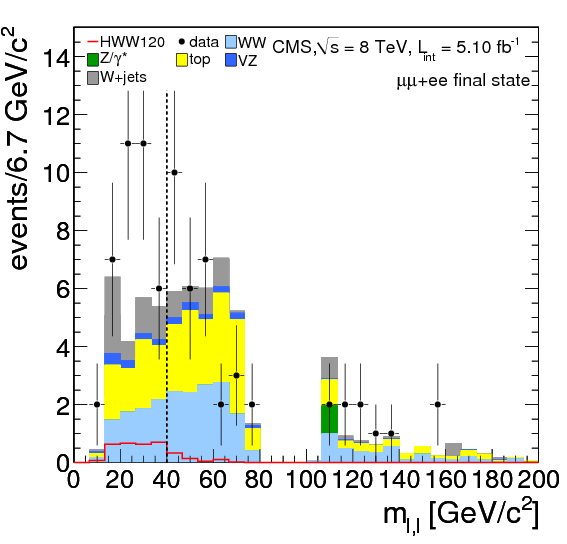 HWW120 data WW CMS,√s = 8 TeV, L_int = 5.10 fb⁻¹
Z/γ* top VZ
W+jets μμ+ee final state
events/6.7 GeV/c²
14
12
10
8
6
4
2
0
0 20 40 60 80 100 120 140 160 180 200
m_l,l [GeV/c²]